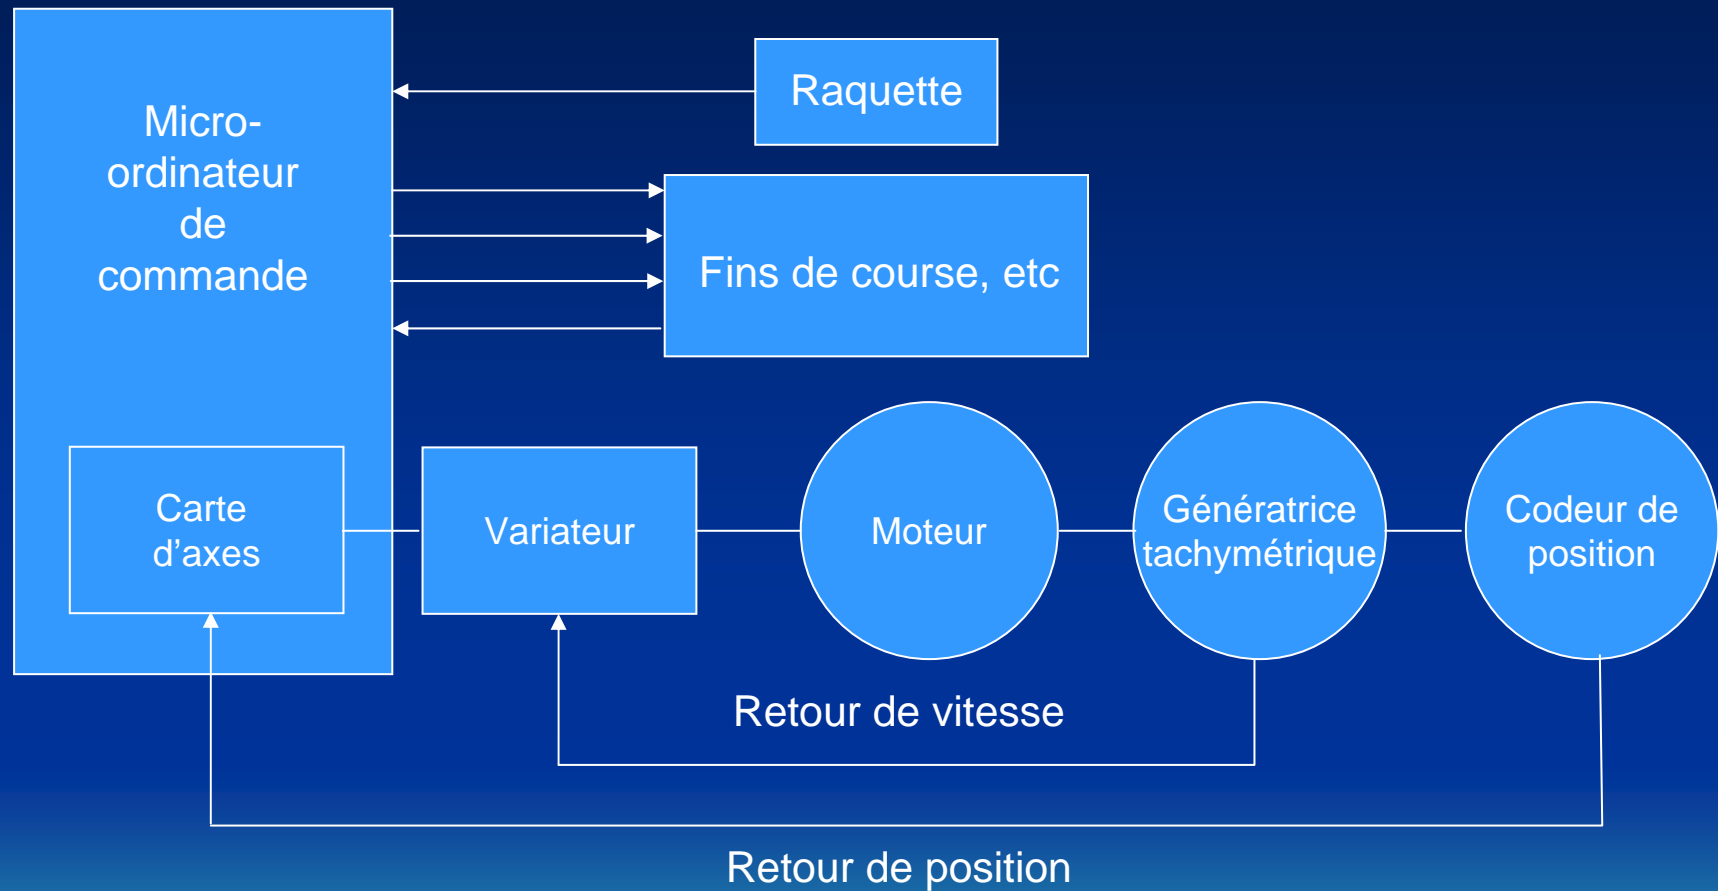 Micro-
ordinateur
de
commande
Raquette
Fins de course, etc
Carte
d’axes
Variateur
Moteur
Génératrice
tachymétrique
Codeur de
position
Retour de vitesse
Retour de position